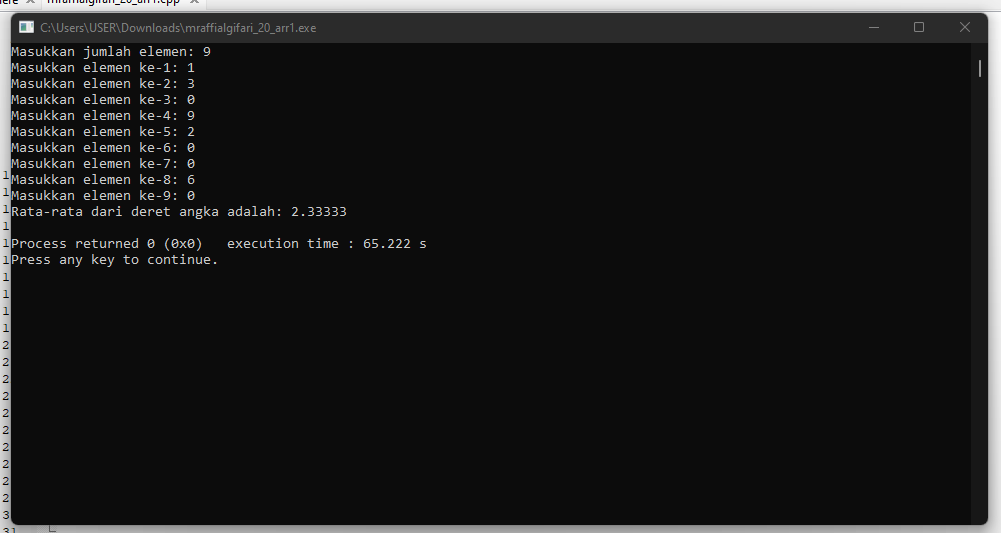 mraffialgifari_20_arr1.cpp
C:\Users\USER\Downloads\mraffialgifari_20_arr1.exe
Masukkan jumlah elemen: 9
Masukkan elemen ke-1: 1
Masukkan elemen ke-2: 3
Masukkan elemen ke-3: 0
Masukkan elemen ke-4: 9
Masukkan elemen ke-5: 2
Masukkan elemen ke-6: 0
Masukkan elemen ke-7: 0
Masukkan elemen ke-8: 6
Masukkan elemen ke-9: 0
Rata-rata dari deret angka adalah: 2.33333
Process returned 0 (0x0)   execution time : 65.222 s
Press any key to continue.